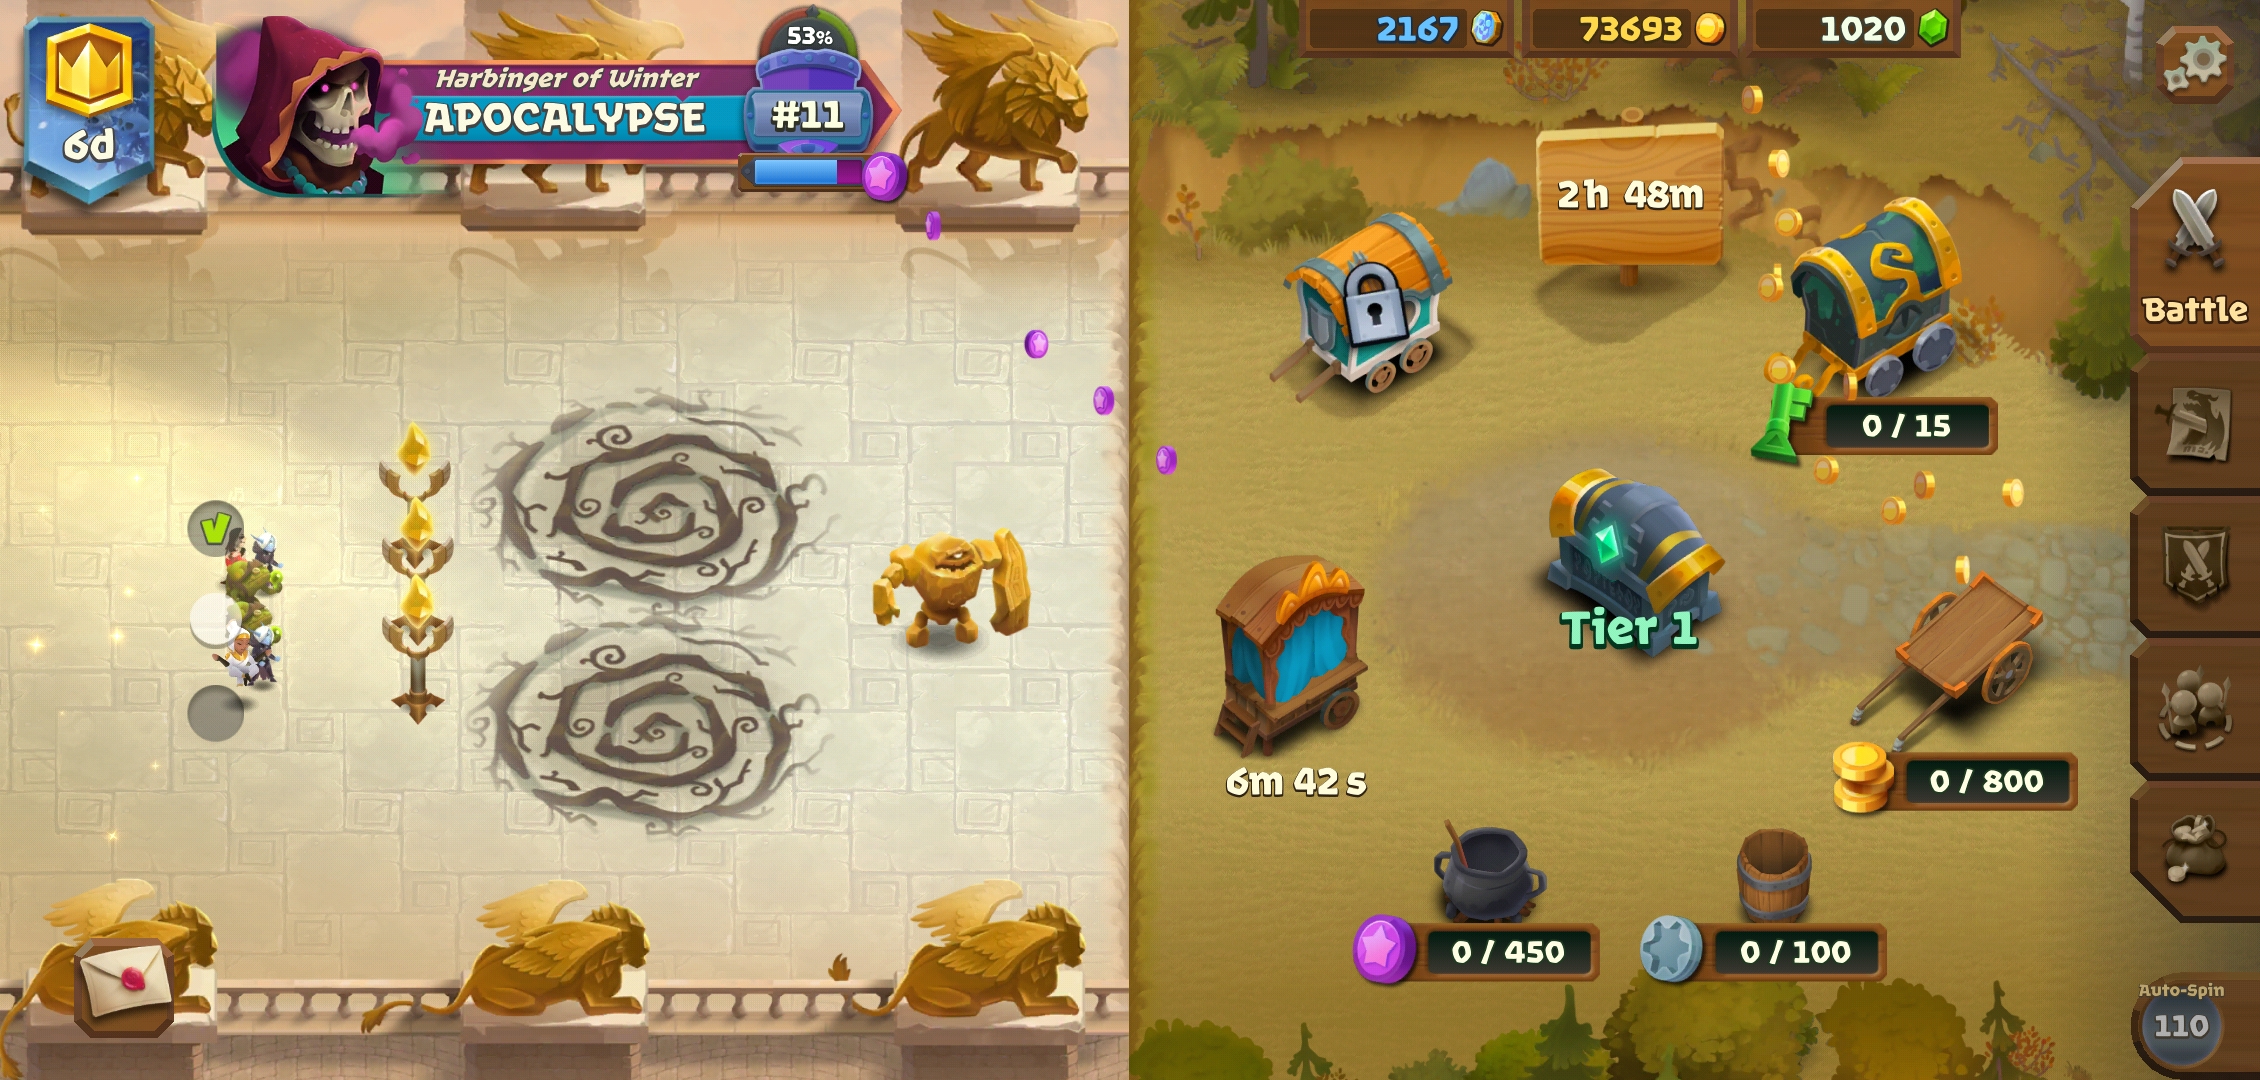 6d
Harbinger of Winter
APOCALYPSE
53%
#11
2167
73693
1020
2h 48m
Battle
0 / 15
Tier 1
6m 42s
0 / 800
0 / 450
0 / 100
Auto-Spin
110